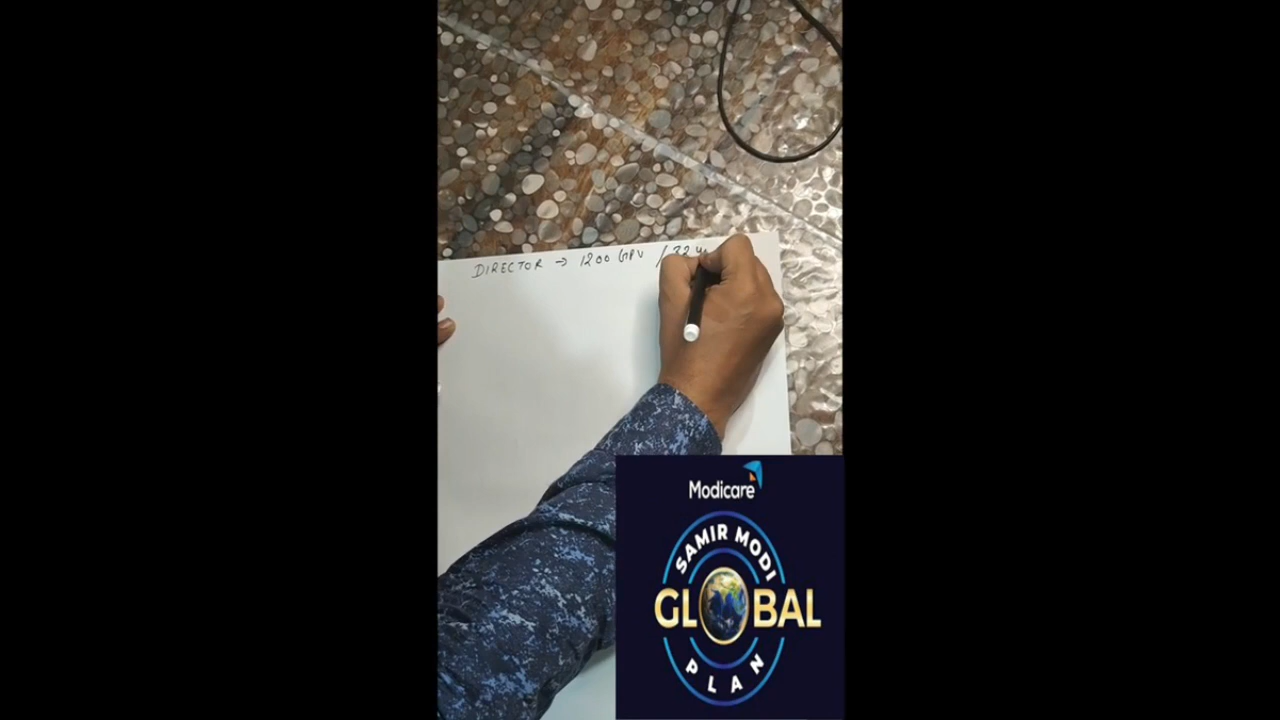 DIRECTOR → 1200 GPV /
Modicare
SAMIR MODI
GLOBAL
PLAN